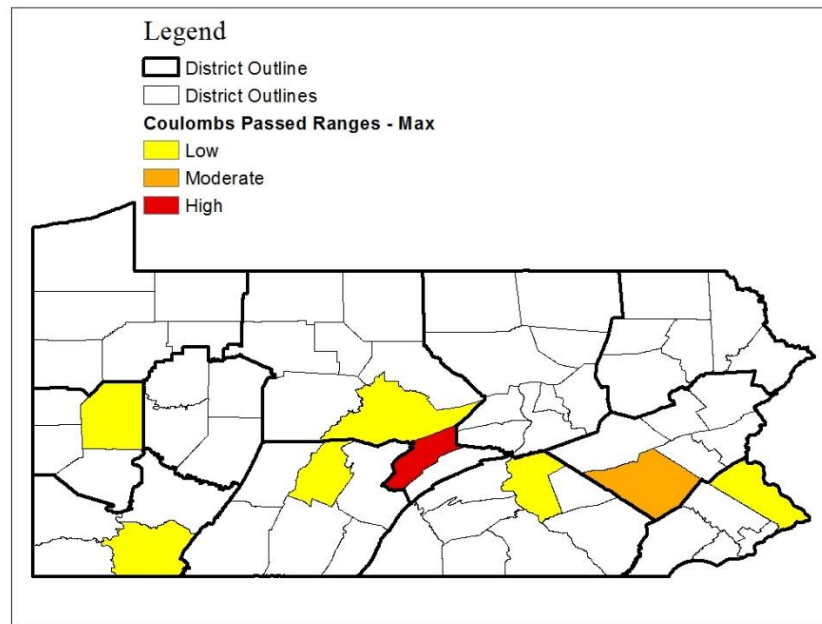 Legend
District Outline
District Outlines
Coulombs Passed Ranges - Max
Low
Moderate
High